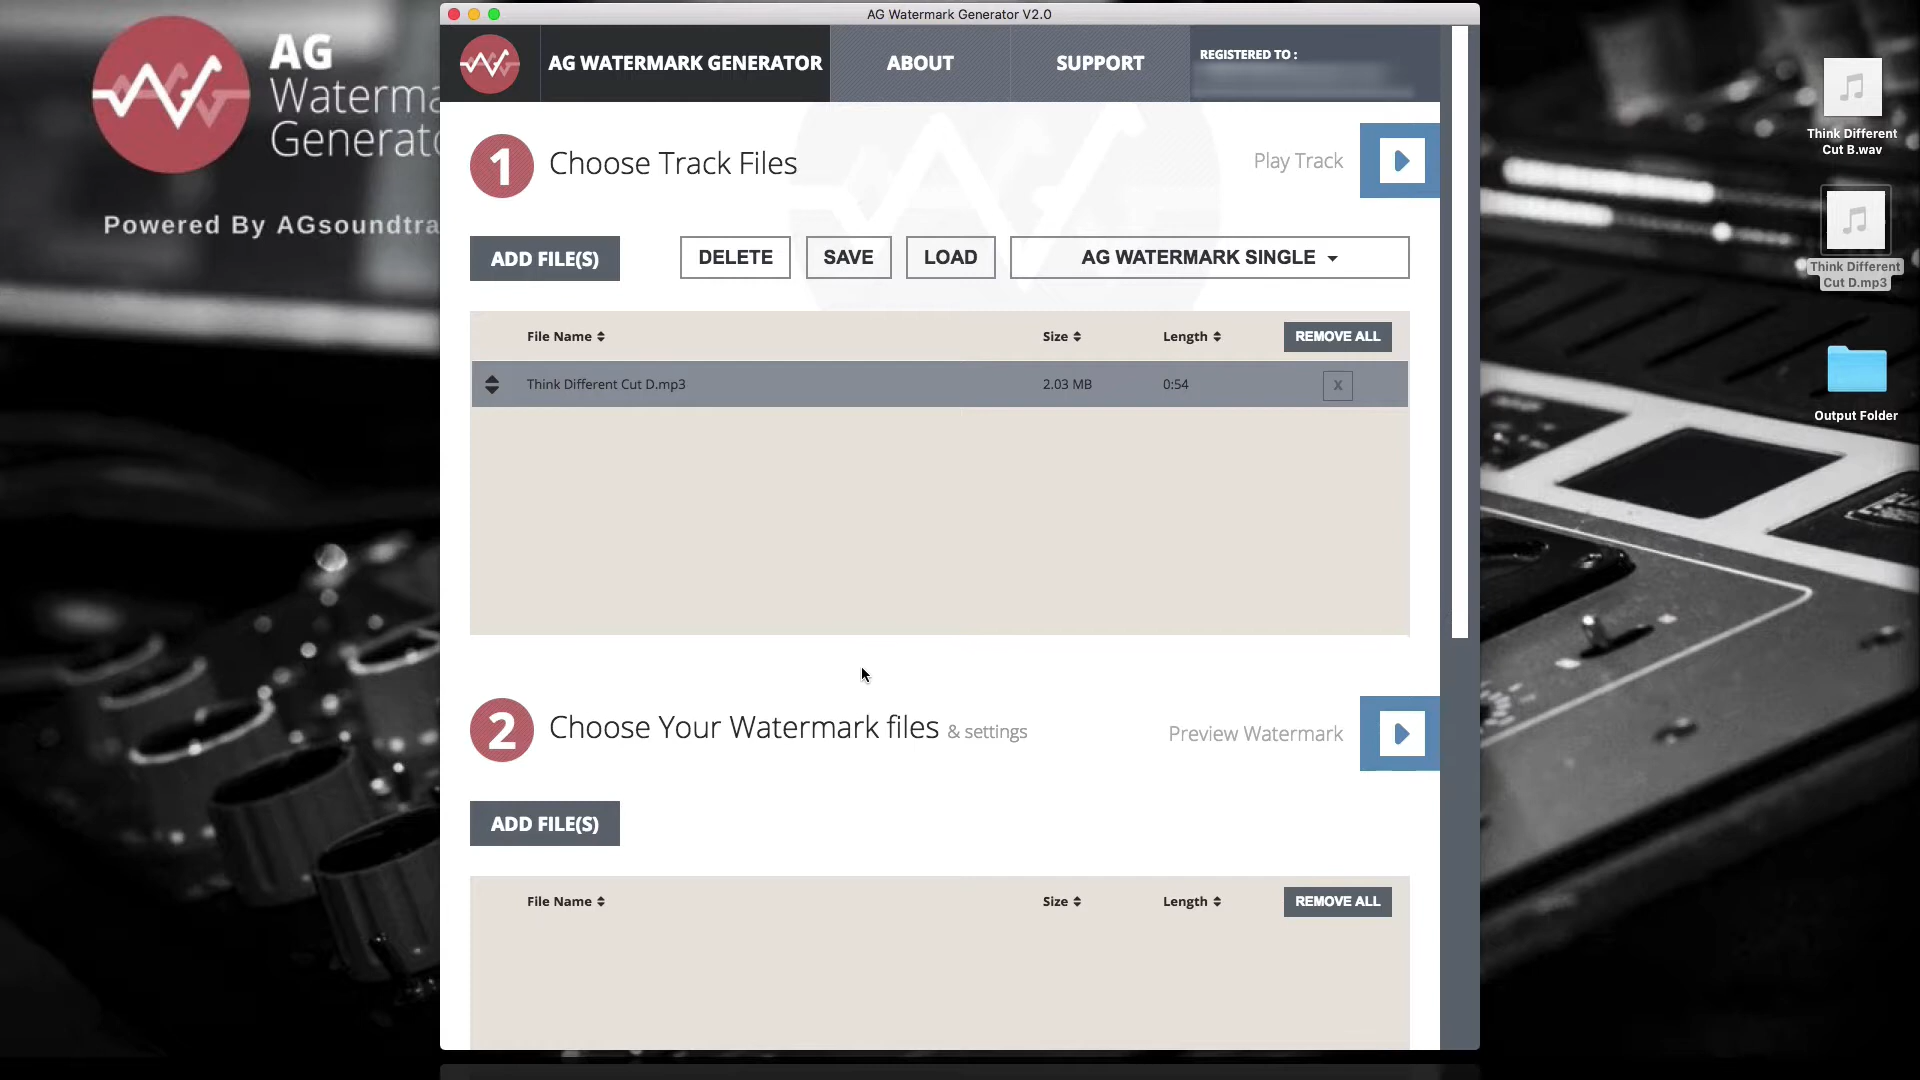 AG Watermark Generator V2.0
AG
Waterma
Generato
Powered By AGsoundtra
AG WATERMARK GENERATOR
ABOUT
SUPPORT
REGISTERED TO :
1 Choose Track Files
Play Track
ADD FILE(S)
DELETE
SAVE
LOAD
AG WATERMARK SINGLE
File Name
Size
Length
REMOVE ALL
Think Different Cut D.mp3
2.03 MB
0:54
X
2 Choose Your Watermark files & settings
Preview Watermark
ADD FILE(S)
File Name
Size
Length
REMOVE ALL
Think Different
Cut B.wav
Think Different
Cut D.mp3
Output Folder